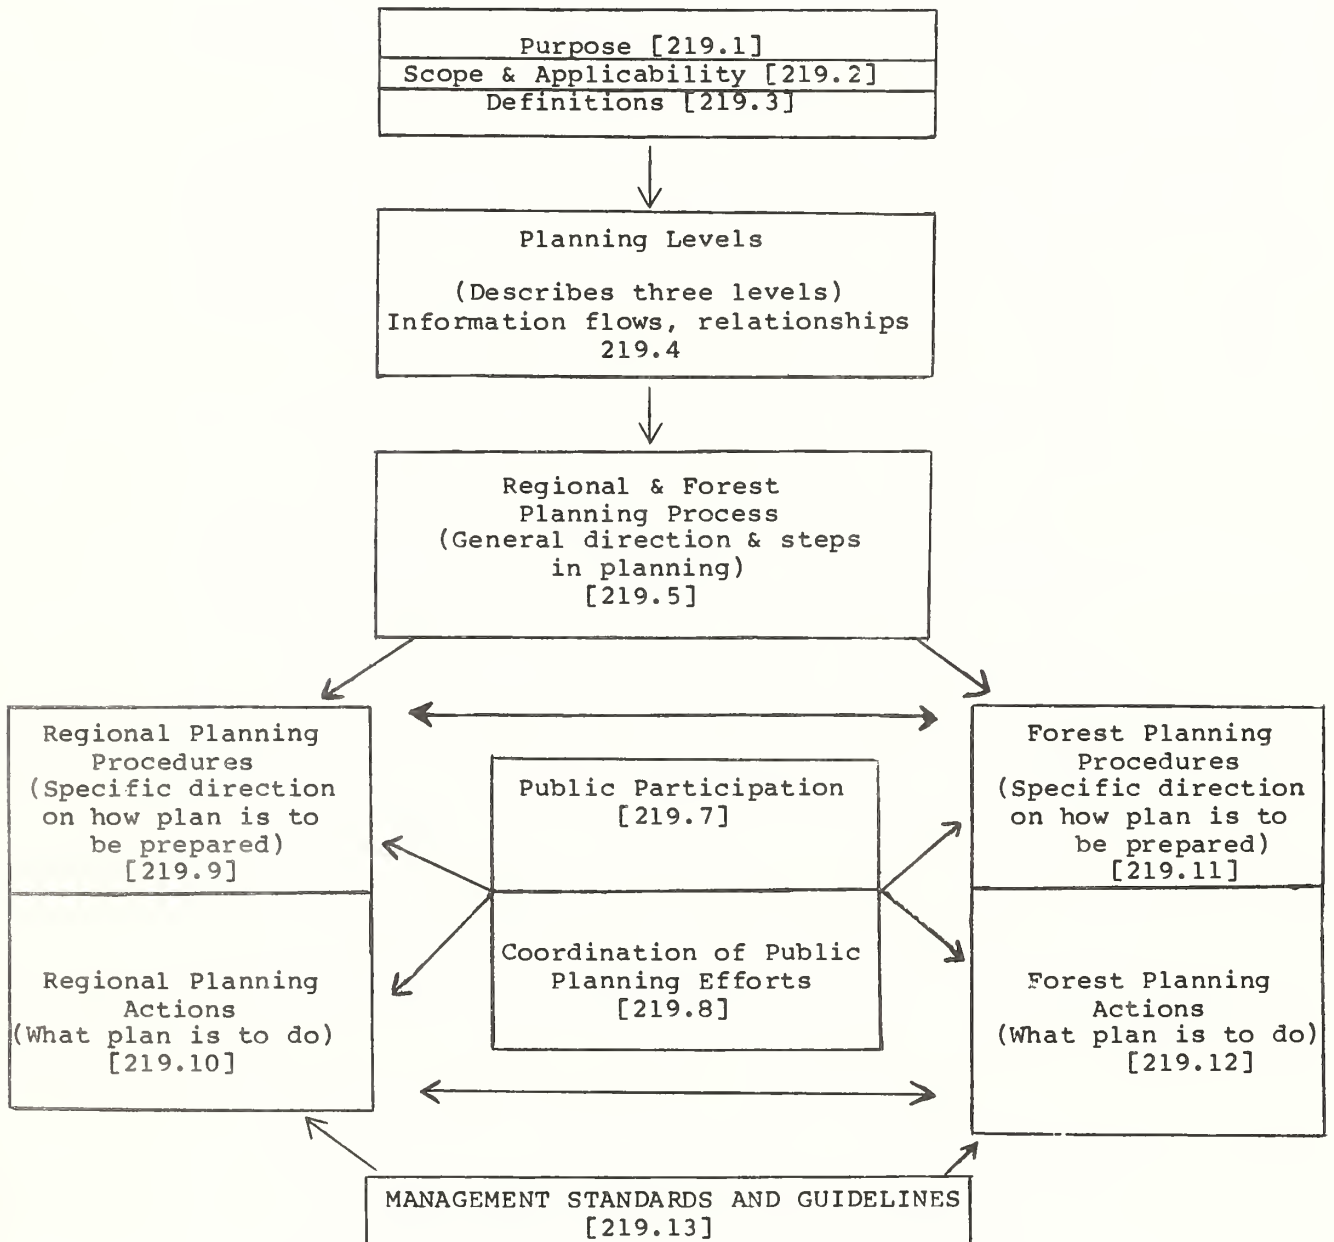 Purpose [219.1]
Scope & Applicability [219.2]
Definitions [219.3]
Planning Levels
(Describes three levels)
Information flows, relationships
219.4
Regional & Forest
Planning Process
(General direction & steps
in planning)
[219.5]
Regional Planning
Procedures
(Specific direction
on how plan is to
be prepared)
[219.9]
Public Participation
[219.7]
Forest Planning
Procedures
(Specific direction
on how plan is to
be prepared)
[219.11]
Regional Planning
Actions
(What plan is to do)
[219.10]
Coordination of Public
Planning Efforts
[219.8]
Forest Planning
Actions
(What plan is to do)
[219.12]
MANAGEMENT STANDARDS AND GUIDELINES
[219.13]